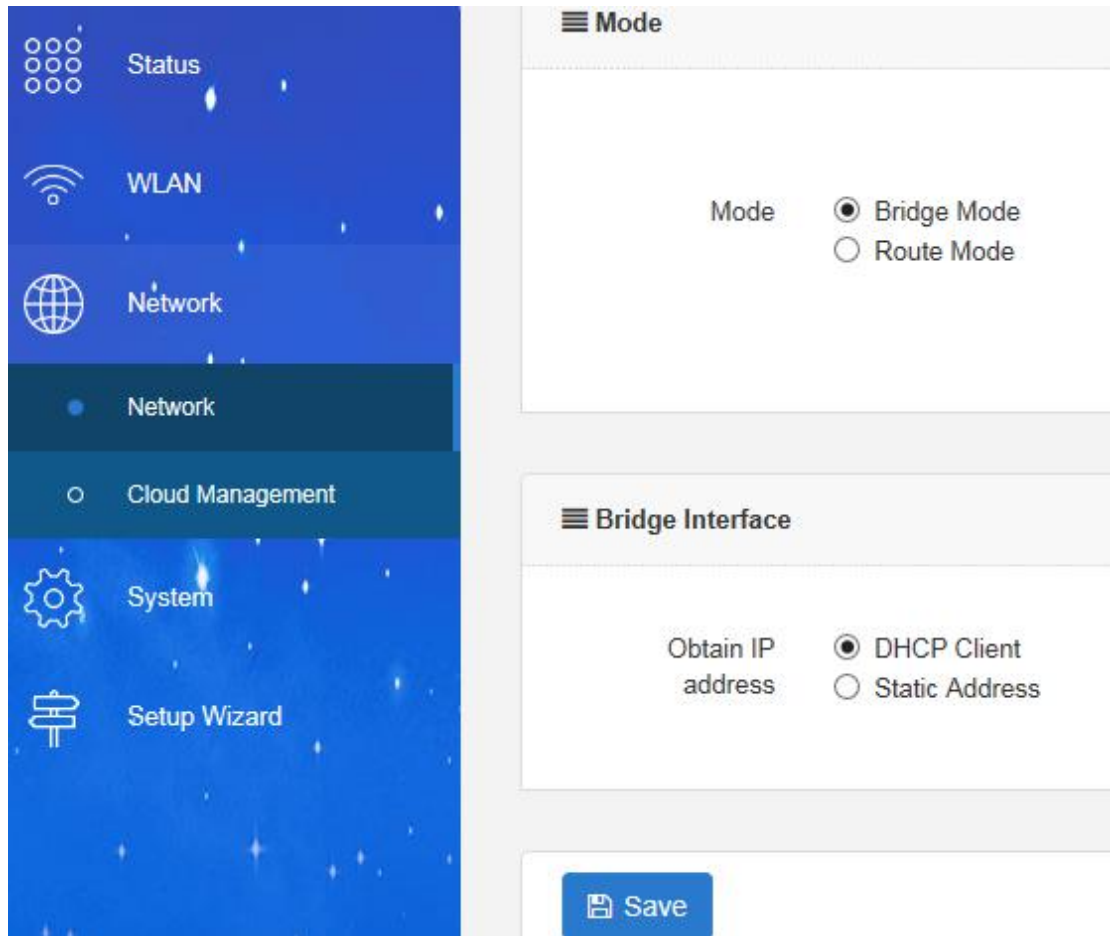 Status
WLAN
Network
Network
Cloud Management
System
Setup Wizard
Mode
Mode
Bridge Mode
Route Mode
Bridge Interface
Obtain IP
address
DHCP Client
Static Address
Save